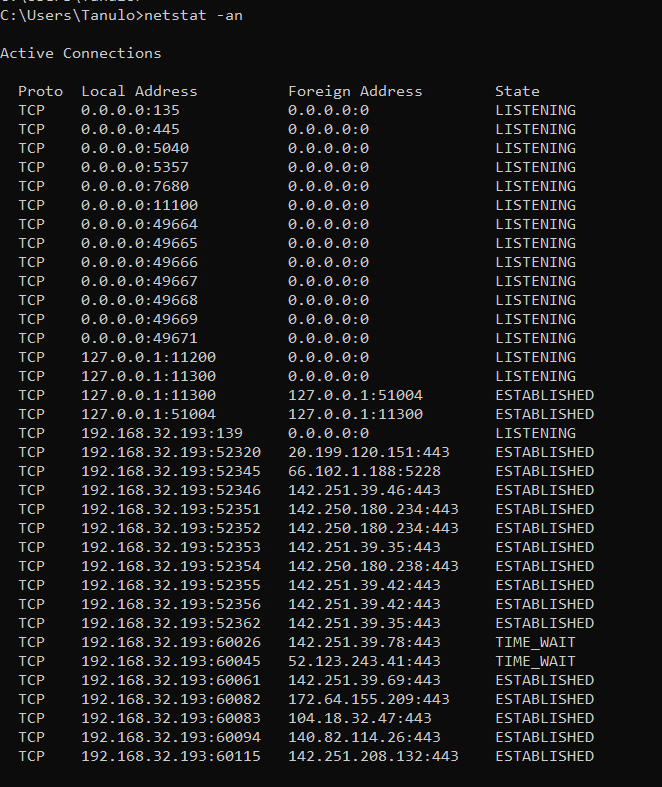 C:\Users\Tanulo>netstat -an
Active Connections
Proto  Local Address          Foreign Address        State
TCP    0.0.0.0:135            0.0.0.0:0              LISTENING
TCP    0.0.0.0:445            0.0.0.0:0              LISTENING
TCP    0.0.0.0:5040           0.0.0.0:0              LISTENING
TCP    0.0.0.0:5357           0.0.0.0:0              LISTENING
TCP    0.0.0.0:7680           0.0.0.0:0              LISTENING
TCP    0.0.0.0:11100          0.0.0.0:0              LISTENING
TCP    0.0.0.0:49664          0.0.0.0:0              LISTENING
TCP    0.0.0.0:49665          0.0.0.0:0              LISTENING
TCP    0.0.0.0:49666          0.0.0.0:0              LISTENING
TCP    0.0.0.0:49667          0.0.0.0:0              LISTENING
TCP    0.0.0.0:49668          0.0.0.0:0              LISTENING
TCP    0.0.0.0:49669          0.0.0.0:0              LISTENING
TCP    0.0.0.0:49671          0.0.0.0:0              LISTENING
TCP    127.0.0.1:11200        0.0.0.0:0              LISTENING
TCP    127.0.0.1:11300        0.0.0.0:0              LISTENING
TCP    127.0.0.1:11300        127.0.0.1:51004        ESTABLISHED
TCP    127.0.0.1:51004        127.0.0.1:11300        ESTABLISHED
TCP    192.168.32.193:139     0.0.0.0:0              LISTENING
TCP    192.168.32.193:52320   20.199.120.151:443     ESTABLISHED
TCP    192.168.32.193:52345   66.102.1.188:5228      ESTABLISHED
TCP    192.168.32.193:52346   142.251.39.46:443      ESTABLISHED
TCP    192.168.32.193:52351   142.250.180.234:443    ESTABLISHED
TCP    192.168.32.193:52352   142.250.180.234:443    ESTABLISHED
TCP    192.168.32.193:52353   142.251.39.35:443      ESTABLISHED
TCP    192.168.32.193:52354   142.250.180.238:443    ESTABLISHED
TCP    192.168.32.193:52355   142.251.39.42:443      ESTABLISHED
TCP    192.168.32.193:52356   142.251.39.42:443      ESTABLISHED
TCP    192.168.32.193:52362   142.251.39.35:443      ESTABLISHED
TCP    192.168.32.193:60026   142.251.39.78:443      TIME_WAIT
TCP    192.168.32.193:60045   52.123.243.41:443      TIME_WAIT
TCP    192.168.32.193:60061   142.251.39.69:443      ESTABLISHED
TCP    192.168.32.193:60082   172.64.155.209:443     ESTABLISHED
TCP    192.168.32.193:60083   104.18.32.47:443       ESTABLISHED
TCP    192.168.32.193:60094   140.82.114.26:443      ESTABLISHED
TCP    192.168.32.193:60115   142.251.208.132:443    ESTABLISHED